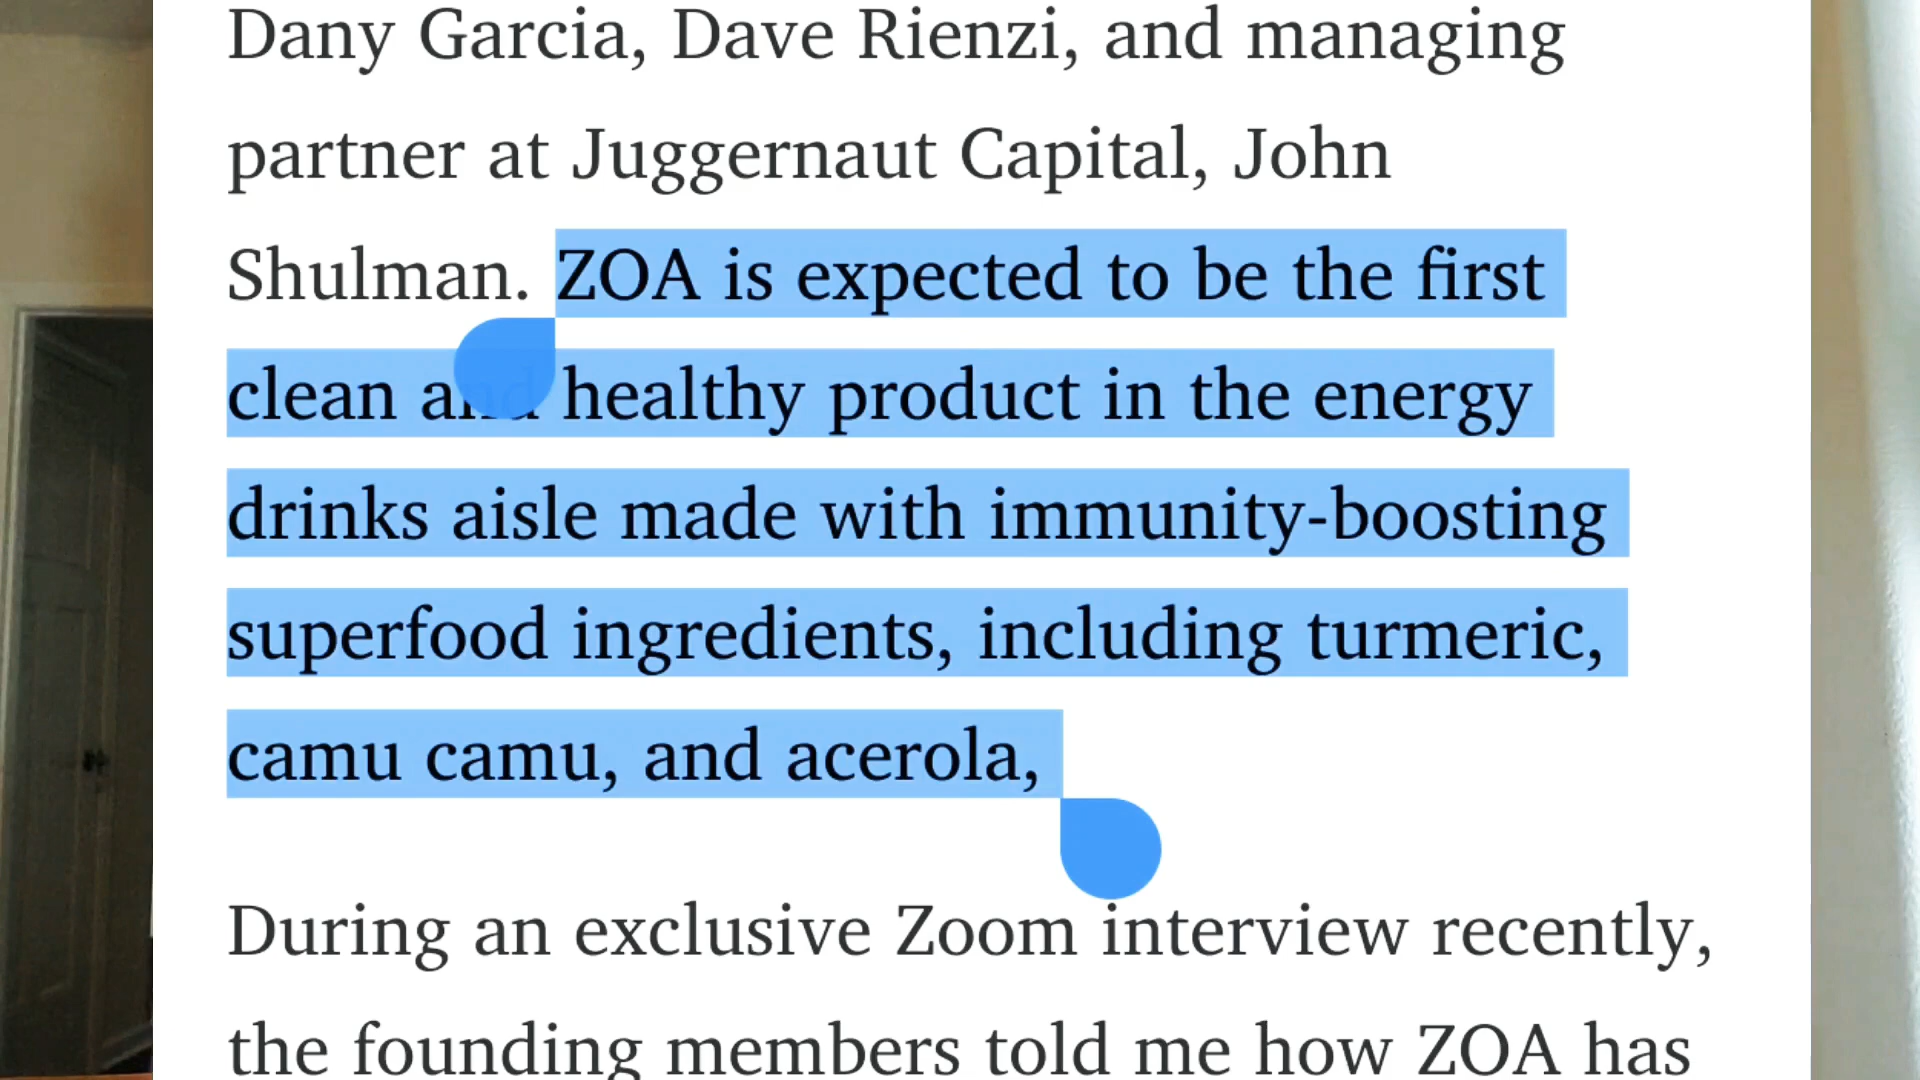 Dany Garcia, Dave Rienzi, and managing
partner at Juggernaut Capital, John
Shulman. ZOA is expected to be the first
clean and healthy product in the energy
drinks aisle made with immunity-boosting
superfood ingredients, including turmeric,
camu camu, and acerola,
During an exclusive Zoom interview recently,
the founding members told me how ZOA has